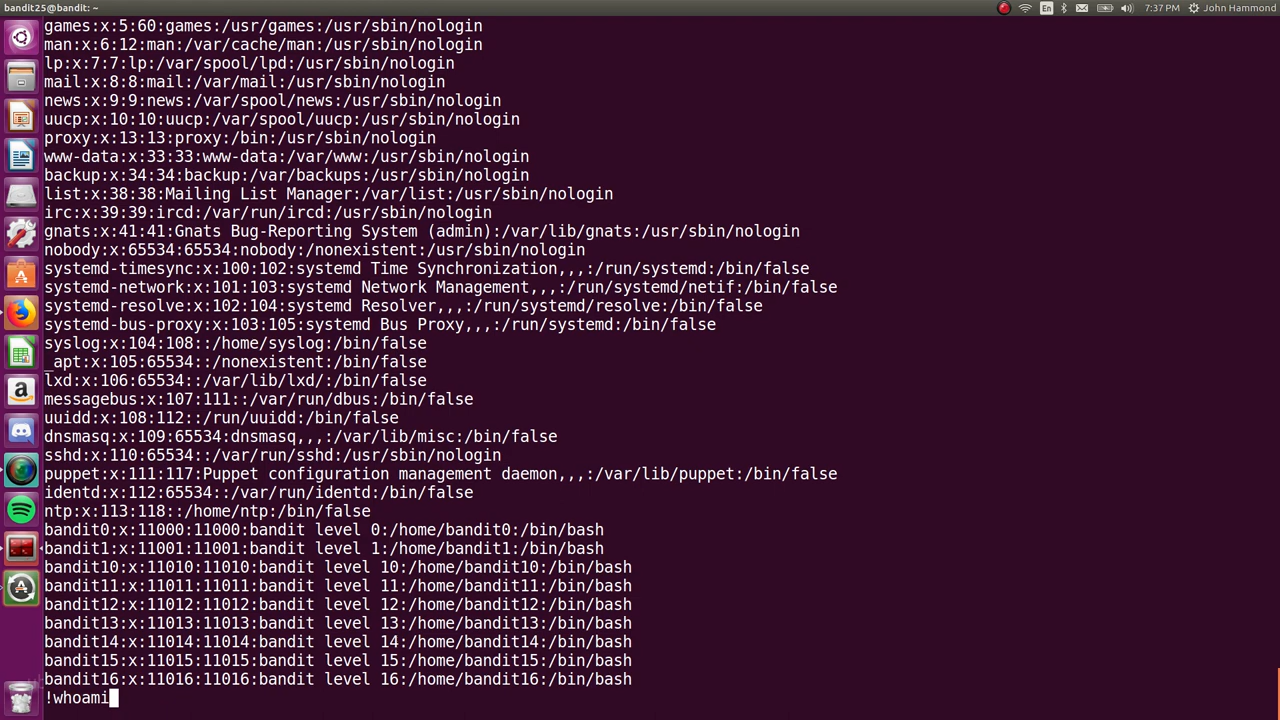 bandit25@bandit: ~
En
7:37 PM
John Hammond
games:x:5:60:games:/usr/games:/usr/sbin/nologin
man:x:6:12:man:/var/cache/man:/usr/sbin/nologin
lp:x:7:7:lp:/var/spool/lpd:/usr/sbin/nologin
mail:x:8:8:mail:/var/mail:/usr/sbin/nologin
news:x:9:9:news:/var/spool/news:/usr/sbin/nologin
uucp:x:10:10:uucp:/var/spool/uucp:/usr/sbin/nologin
proxy:x:13:13:proxy:/bin:/usr/sbin/nologin
www-data:x:33:33:www-data:/var/www:/usr/sbin/nologin
backup:x:34:34:backup:/var/backups:/usr/sbin/nologin
list:x:38:38:Mailing List Manager:/var/list:/usr/sbin/nologin
irc:x:39:39:ircd:/var/run/ircd:/usr/sbin/nologin
gnats:x:41:41:Gnats Bug-Reporting System (admin):/var/lib/gnats:/usr/sbin/nologin
nobody:x:65534:65534:nobody:/nonexistent:/usr/sbin/nologin
systemd-timesync:x:100:102:systemd Time Synchronization,,,:/run/systemd:/bin/false
systemd-network:x:101:103:systemd Network Management,,,:/run/systemd/netif:/bin/false
systemd-resolve:x:102:104:systemd Resolver,,,:/run/systemd/resolve:/bin/false
systemd-bus-proxy:x:103:105:systemd Bus Proxy,,,:/run/systemd:/bin/false
syslog:x:104:108::/home/syslog:/bin/false
_apt:x:105:65534::/nonexistent:/bin/false
lxd:x:106:65534::/var/lib/lxd/:/bin/false
messagebus:x:107:111::/var/run/dbus:/bin/false
uuidd:x:108:112::/run/uuidd:/bin/false
dnsmasq:x:109:65534:dnsmasq,,,:/var/lib/misc:/bin/false
sshd:x:110:65534::/var/run/sshd:/usr/sbin/nologin
puppet:x:111:117:Puppet configuration management daemon,,,:/var/lib/puppet:/bin/false
identd:x:112:65534::/var/run/identd:/bin/false
ntp:x:113:118::/home/ntp:/bin/false
bandit0:x:11000:11000:bandit level 0:/home/bandit0:/bin/bash
bandit1:x:11001:11001:bandit level 1:/home/bandit1:/bin/bash
bandit10:x:11010:11010:bandit level 10:/home/bandit10:/bin/bash
bandit11:x:11011:11011:bandit level 11:/home/bandit11:/bin/bash
bandit12:x:11012:11012:bandit level 12:/home/bandit12:/bin/bash
bandit13:x:11013:11013:bandit level 13:/home/bandit13:/bin/bash
bandit14:x:11014:11014:bandit level 14:/home/bandit14:/bin/bash
bandit15:x:11015:11015:bandit level 15:/home/bandit15:/bin/bash
bandit16:x:11016:11016:bandit level 16:/home/bandit16:/bin/bash
!whoami